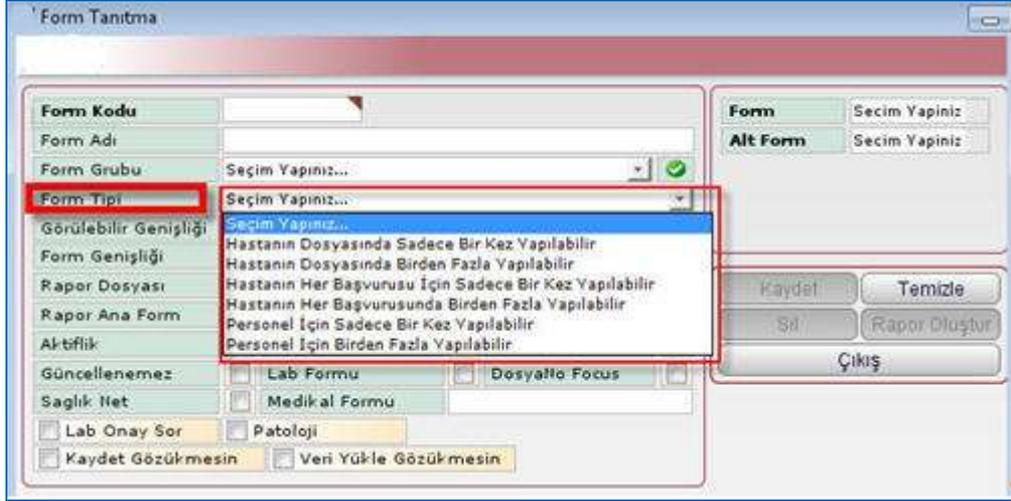 Form Tanıtma
Form Kodu
Form Adı
Form Grubu Seçim Yapınız...
Form Tipi Seçim Yapınız...
Görülebilir Genişliği Seçim Yapınız...
Hastanın Dosyasında Sadece Bir Kez Yapılabilir
Form Genişliği Hastanın Dosyasında Birden Fazla Yapılabilir
Rapor Dosyası Hastanın Her Başvurusu İçin Sadece Bir Kez Yapılabilir
Hastanın Her Başvurusunda Birden Fazla Yapılabilir
Rapor Ana Form Personel İçin Sadece Bir Kez Yapılabilir
Aktiflik Personel İçin Birden Fazla Yapılabilir
Güncellenemez Lab Formu DosyaNo Focus
Saglık Net Medikal Formu
Lab Onay Sor Patoloji
Kaydet Gözükmesin Veri Yükle Gözükmesin
Form Secim Yapiniz
Alt Form Secim Yapiniz
Kaydet Temizle
Sil Rapor Oluştur
Çıkış